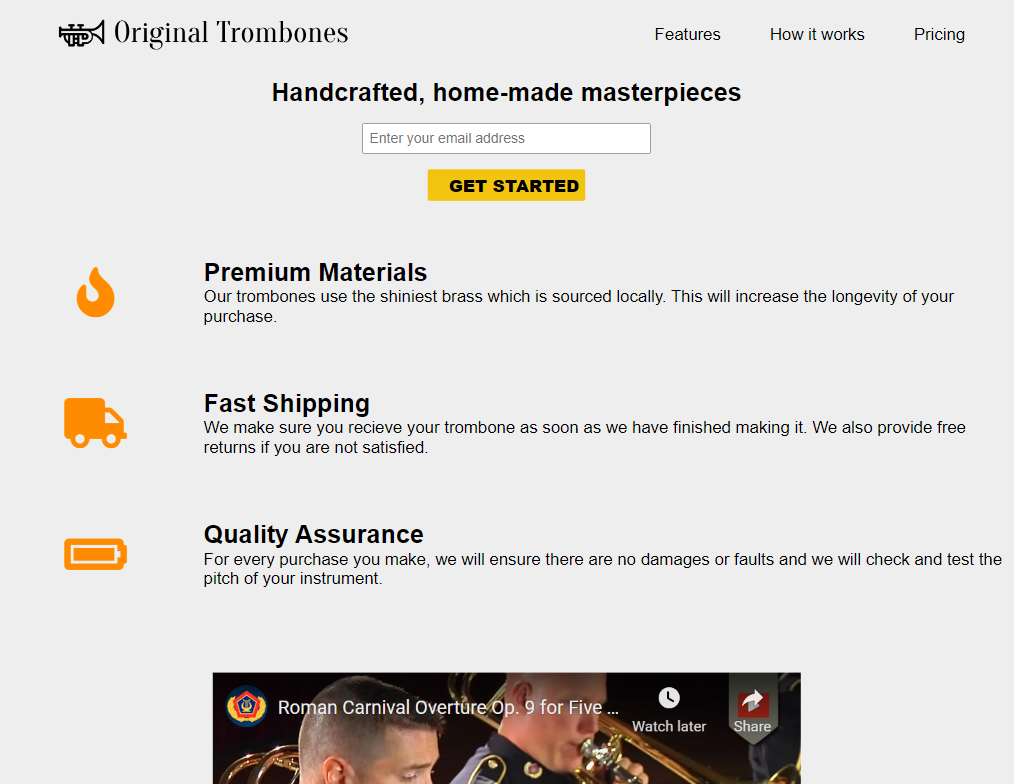 Original Trombones
Features
How it works
Pricing
Handcrafted, home-made masterpieces
Enter your email address
GET STARTED
Premium Materials
Our trombones use the shiniest brass which is sourced locally. This will increase the longevity of your
purchase.
Fast Shipping
We make sure you recieve your trombone as soon as we have finished making it. We also provide free
returns if you are not satisfied.
Quality Assurance
For every purchase you make, we will ensure there are no damages or faults and we will check and test the
pitch of your instrument.
Roman Carnival Overture Op. 9 for Five ...
Watch later
Share